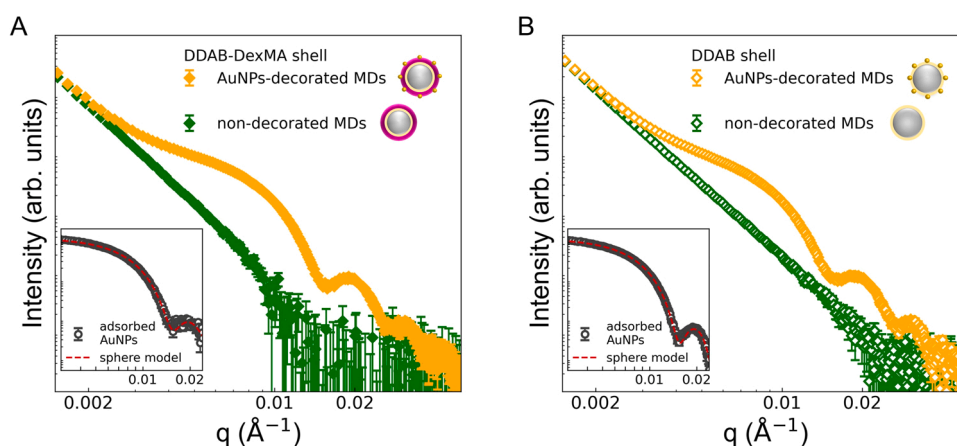 A
DDAB-DexMA shell
AuNPs-decorated MDs
non-decorated MDs
Intensity (arb. units)
adsorbed
AuNPs
sphere model
0.01
0.02
0.002
0.01
0.02
q (Å⁻¹)
B
DDAB shell
AuNPs-decorated MDs
non-decorated MDs
Intensity (arb. units)
adsorbed
AuNPs
sphere model
0.01
0.02
0.002
0.01
0.02
q (Å⁻¹)